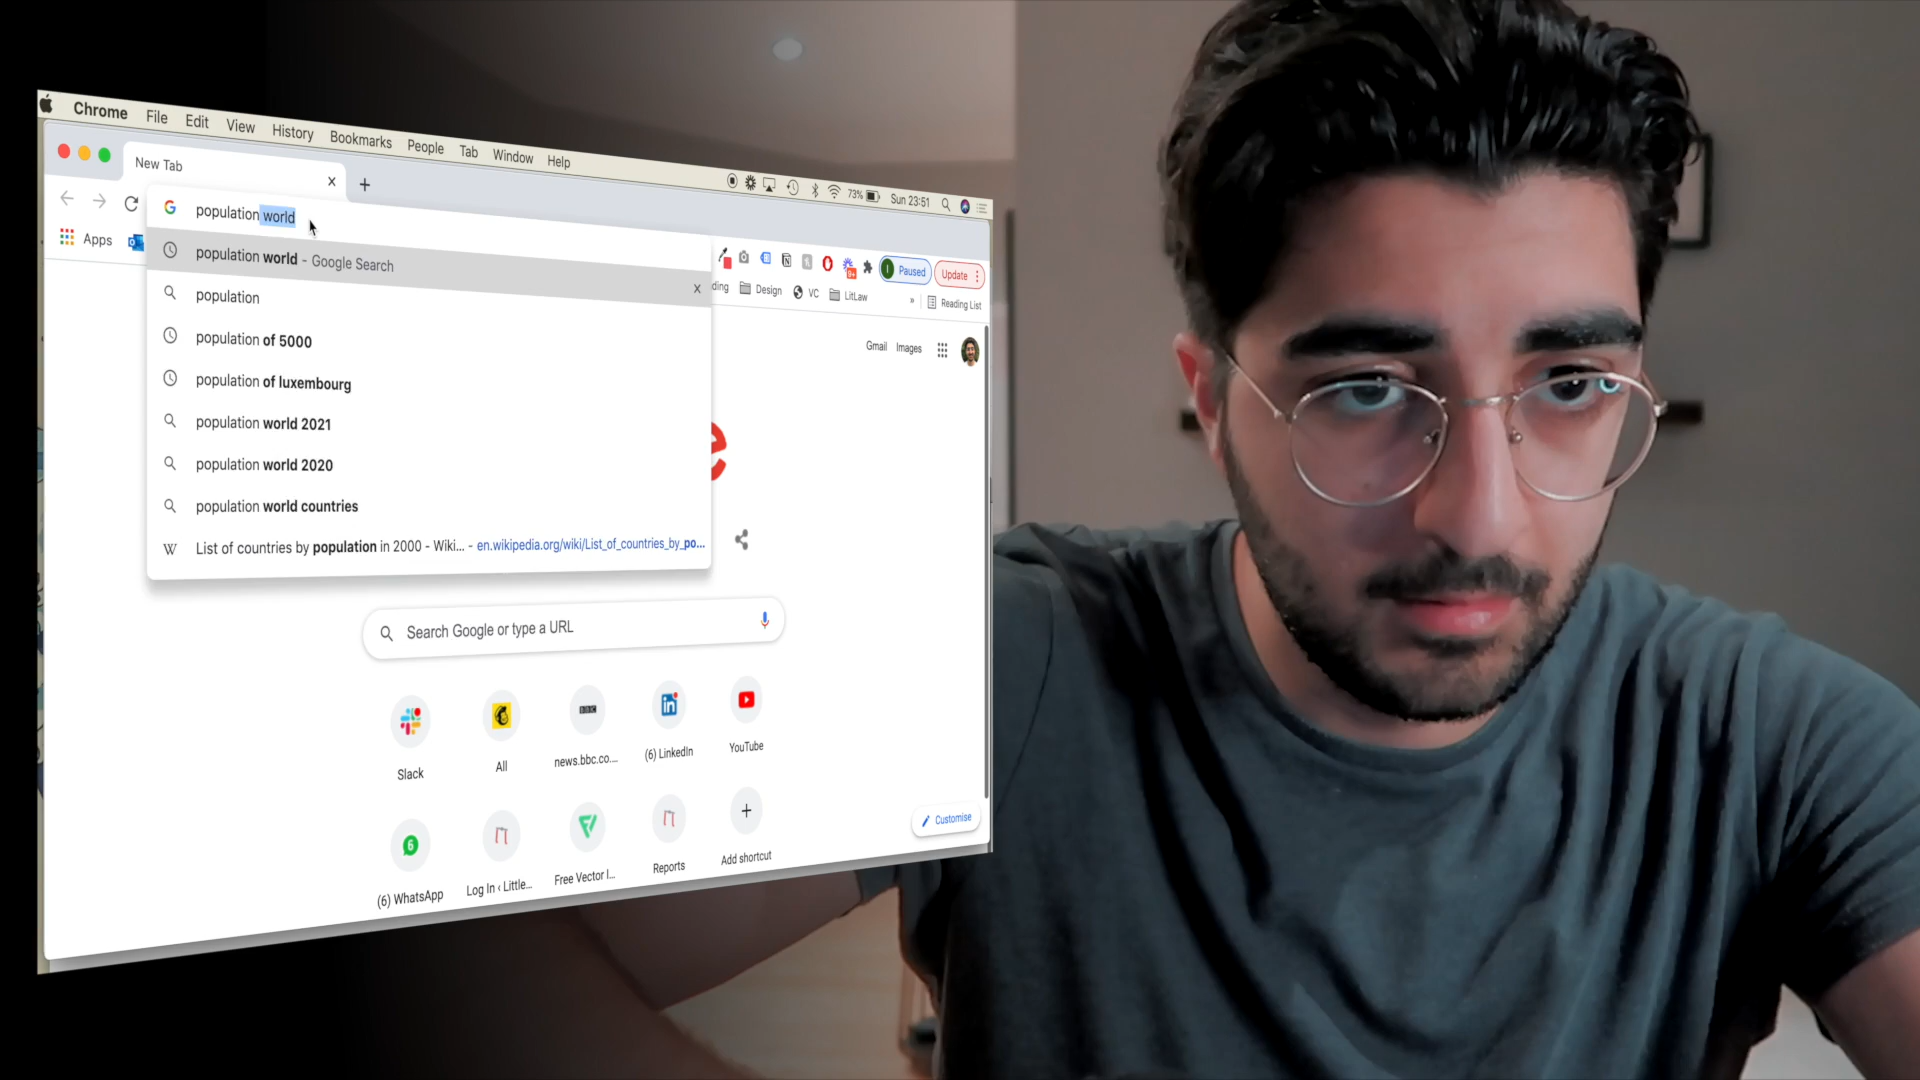 Chrome File Edit View History Bookmarks People Tab Window Help
73% Sun 23:51
New Tab
population world
population world - Google Search
population
population of 5000
population of luxembourg
population world 2021
population world 2020
population world countries
W List of countries by population in 2000 - Wiki... - en.wikipedia.org/wiki/List_of_countries_by_po...
Apps
Paused Update
ding Design VC LitLaw » Reading List
Gmail Images
e
Search Google or type a URL
BBC
in
Slack All news.bbc.co.... (6) LinkedIn YouTube
6
(6) WhatsApp Log In ‹ Little... Free Vector I... Reports Add shortcut
Customise